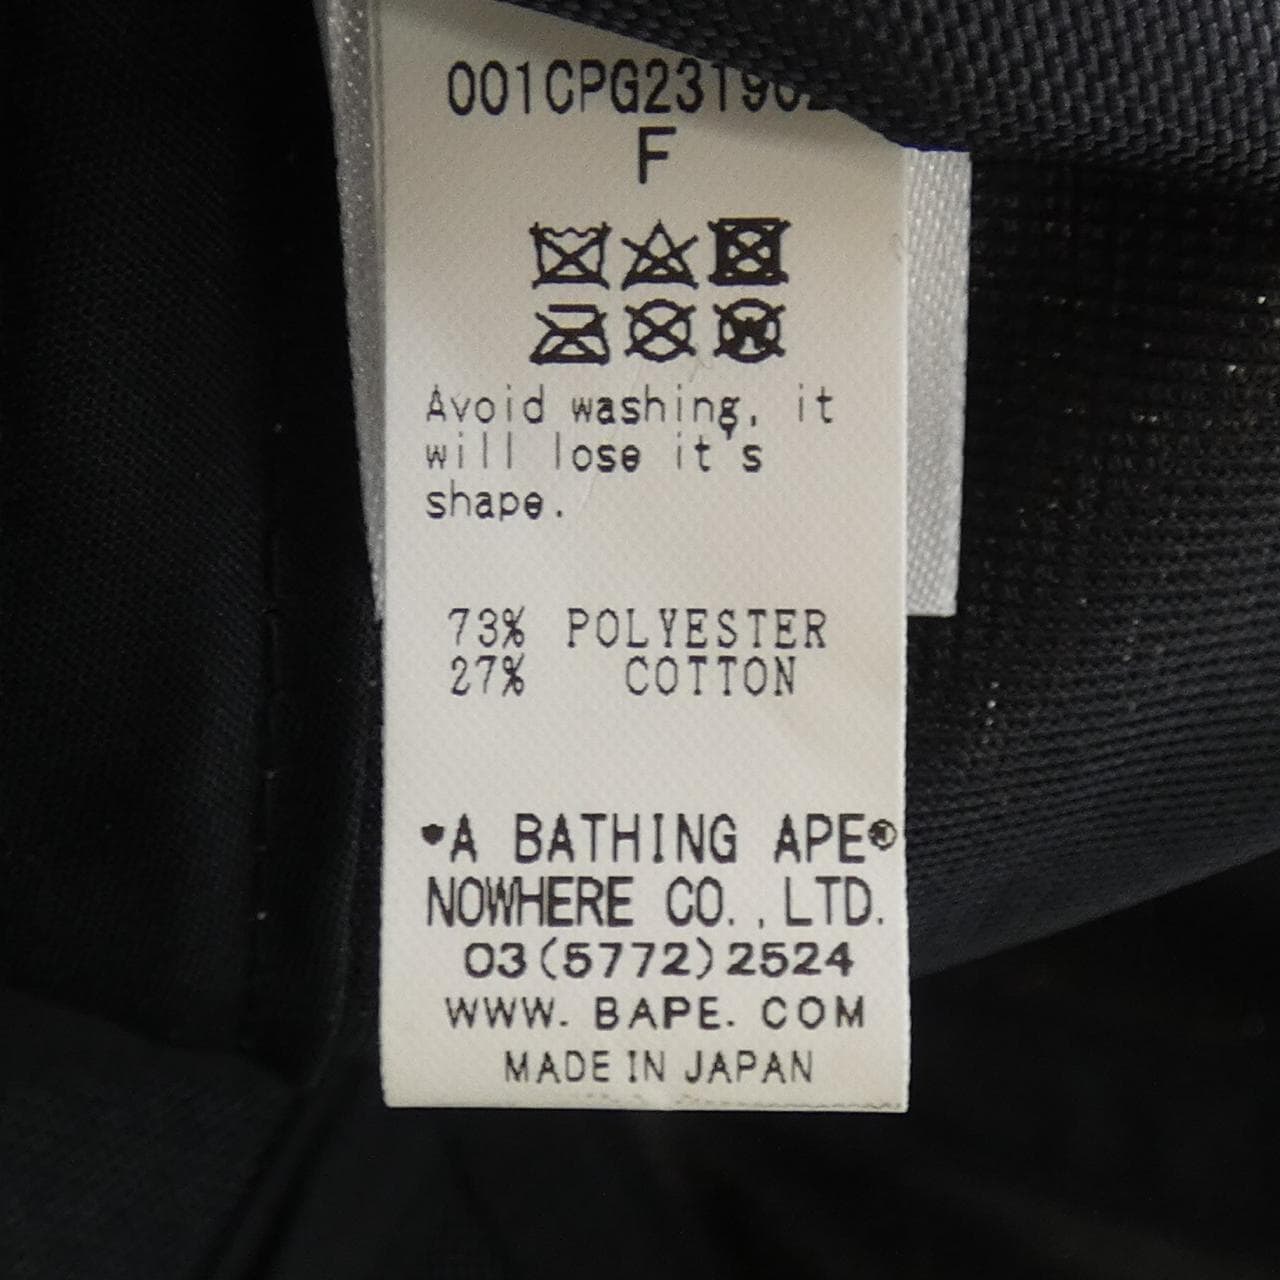 001CPG231902
F
Avoid washing, it
will lose it's
shape.
73% POLYESTER
27% COTTON
A BATHING APE®
NOWHERE CO.,LTD.
03(5772)2524
WWW.BAPE.COM
MADE IN JAPAN